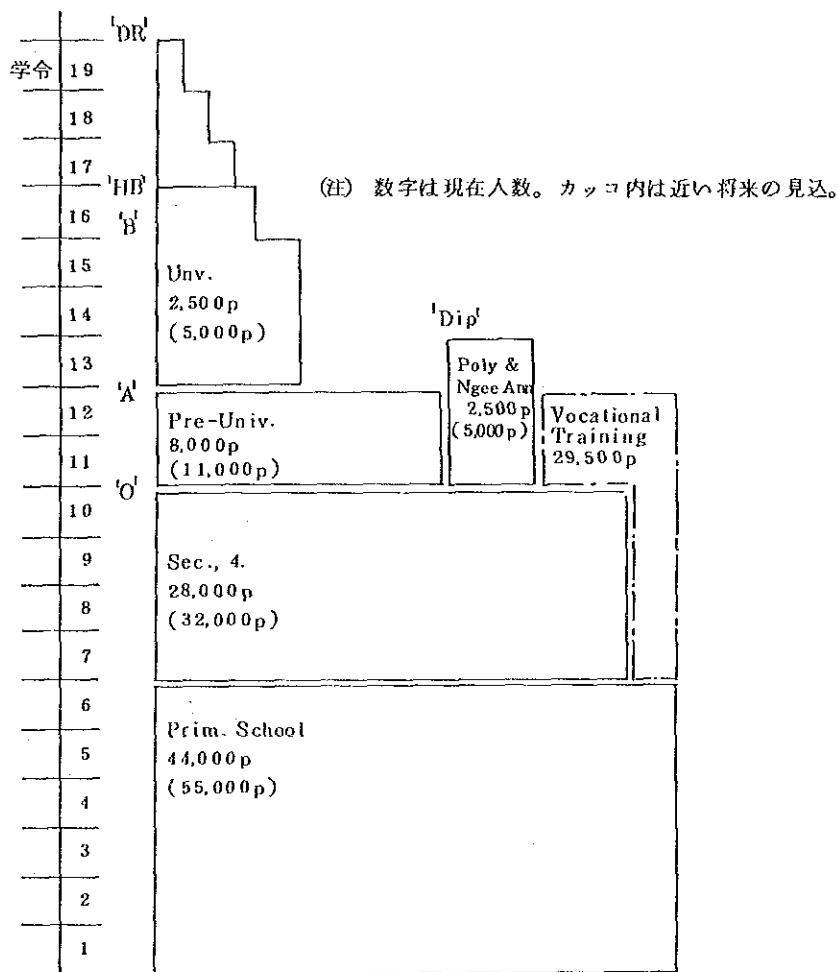 'DR'
学令 19
18
17
'HB'
(注) 数字は現在人数。カッコ内は近い将来の見込。
16
'B'
15
Unv.
2,500p
14
(5,000p)
'Dip'
13
'A'
Poly &
Ngee Ann
2,500p
(5,000p)
12
Pre-Univ.
8,000p
(11,000p)
Vocational
Training
29,500p
11
'O'
10
9
Sec., 4.
28,000p
(32,000p)
8
7
6
Prim. School
44,000p
(55,000p)
5
4
3
2
1